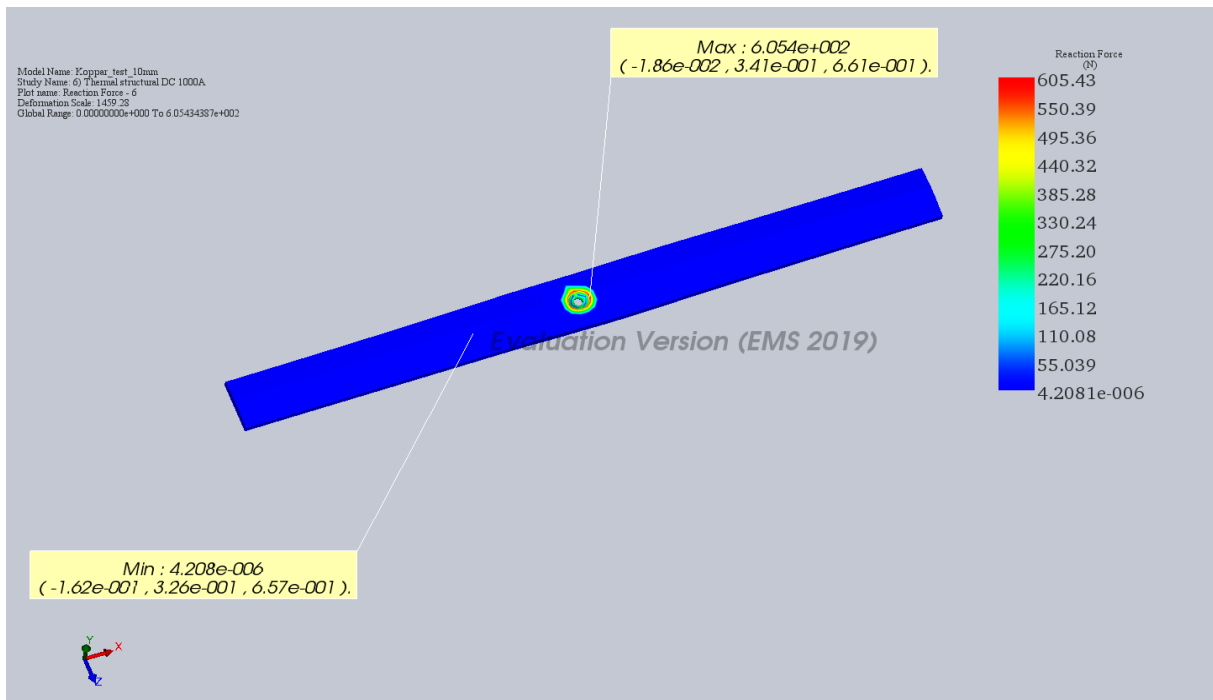 Max : 6.054e+002
( -1.86e-002 , 3.41e-001 , 6.61e-001 ).
Model Name: Koppar_test_10mm
Study Name: 6) Thermal structural DC 1000A
Plot name: Reaction Force - 6
Deformation Scale: 1459.28
Global Range: 0.00000000e+000 To 6.05434387e+002
Reaction Force
(N)
605.43
550.39
495.36
440.32
385.28
330.24
275.20
220.16
165.12
110.08
55.039
4.2081e-006
Evaluation Version (EMS 2019)
Min : 4.208e-006
( -1.62e-001 , 3.26e-001 , 6.57e-001 ).
Y
X
Z